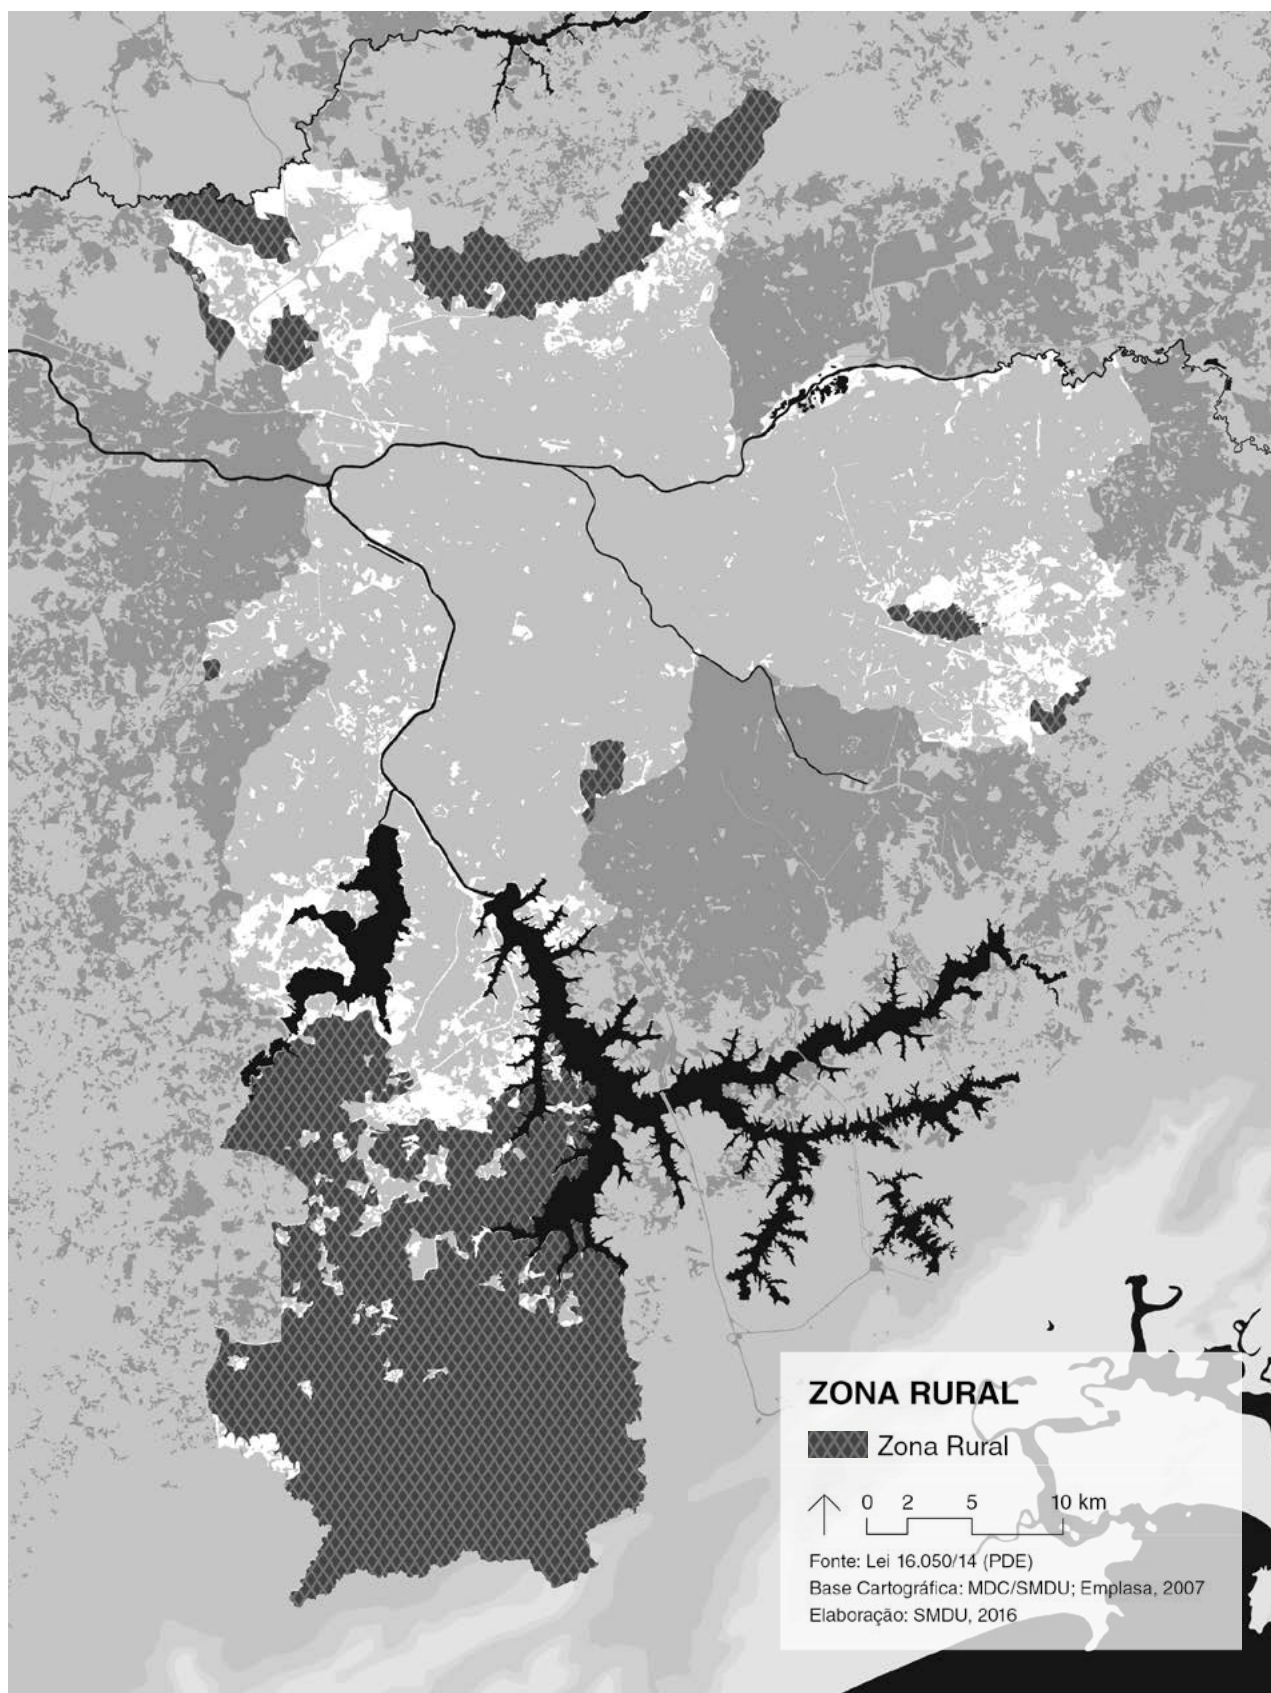 ZONA RURAL
Zona Rural
0 2 5 10 km
Fonte: Lei 16.050/14 (PDE)
Base Cartográfica: MDC/SMDU; Emplasa, 2007
Elaboração: SMDU, 2016